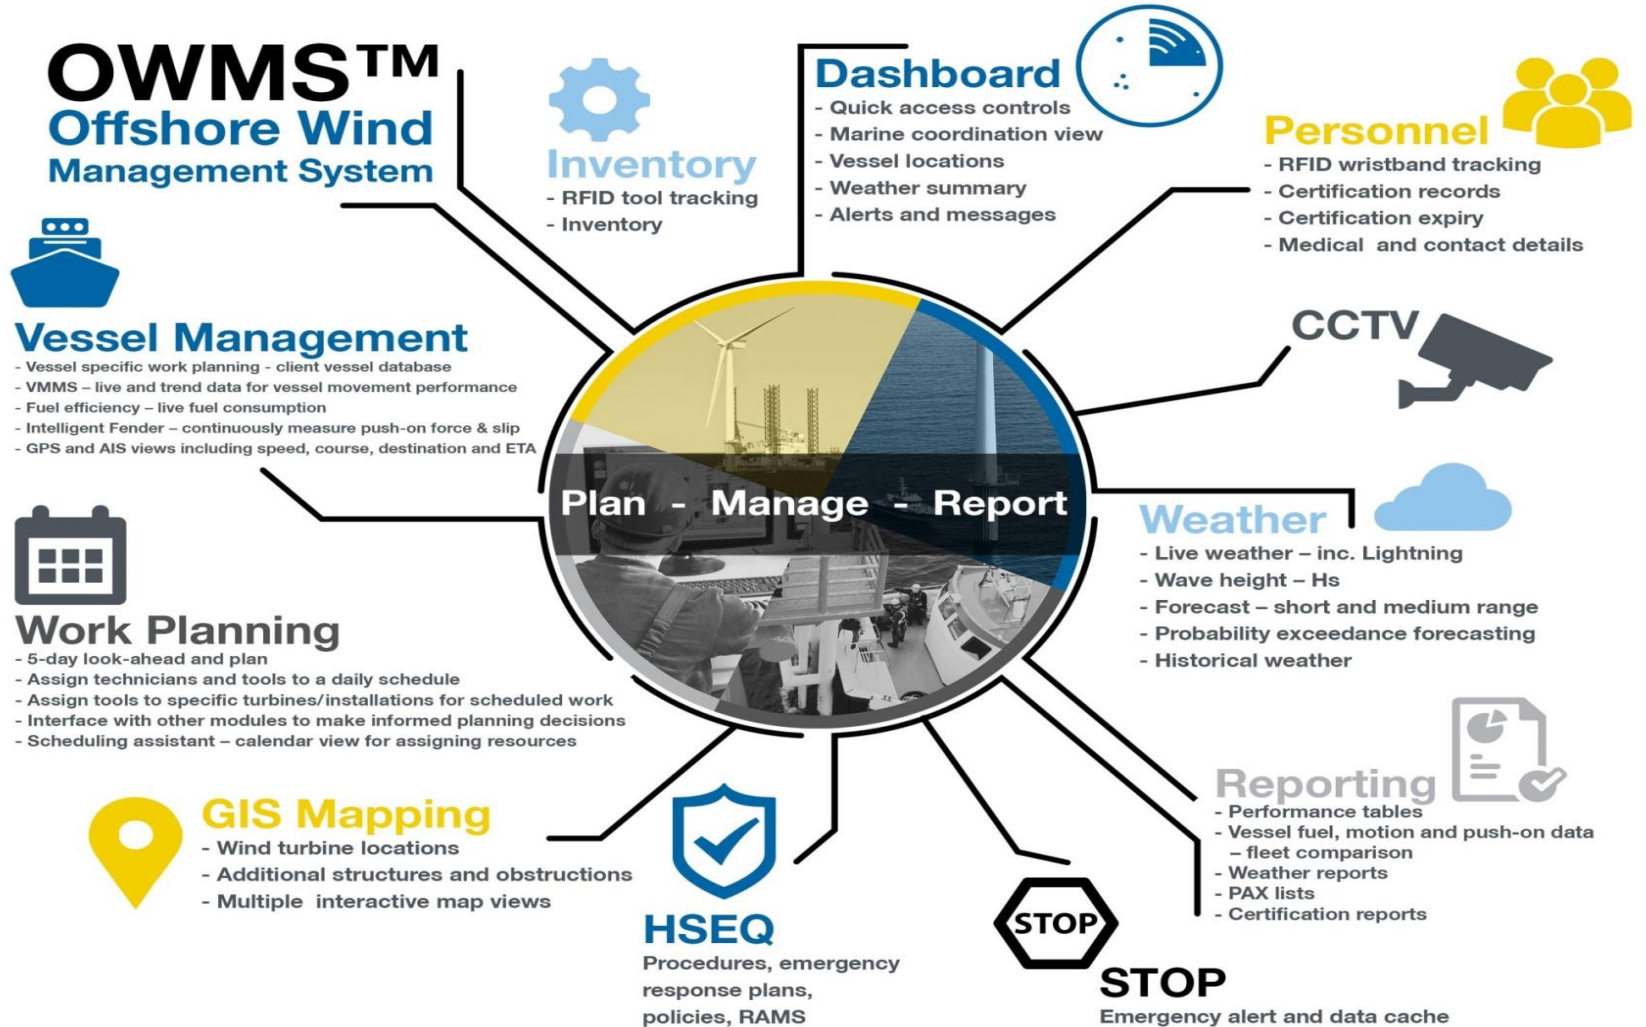 OWMS™
Offshore Wind
Management System
Inventory
- RFID tool tracking
- Inventory
Dashboard
- Quick access controls
- Marine coordination view
- Vessel locations
- Weather summary
- Alerts and messages
Personnel
- RFID wristband tracking
- Certification records
- Certification expiry
- Medical and contact details
Vessel Management
- Vessel specific work planning - client vessel database
- VMMS – live and trend data for vessel movement performance
- Fuel efficiency – live fuel consumption
- Intelligent Fender – continuously measure push-on force & slip
- GPS and AIS views including speed, course, destination and ETA
CCTV
Plan - Manage - Report
Weather
- Live weather – inc. Lightning
- Wave height – Hs
- Forecast – short and medium range
- Probability exceedance forecasting
- Historical weather
Work Planning
- 5-day look-ahead and plan
- Assign technicians and tools to a daily schedule
- Assign tools to specific turbines/installations for scheduled work
- Interface with other modules to make informed planning decisions
- Scheduling assistant – calendar view for assigning resources
Reporting
- Performance tables
- Vessel fuel, motion and push-on data
– fleet comparison
- Weather reports
- PAX lists
- Certification reports
GIS Mapping
- Wind turbine locations
- Additional structures and obstructions
- Multiple interactive map views
HSEQ
Procedures, emergency
response plans,
policies, RAMS
STOP
STOP
Emergency alert and data cache